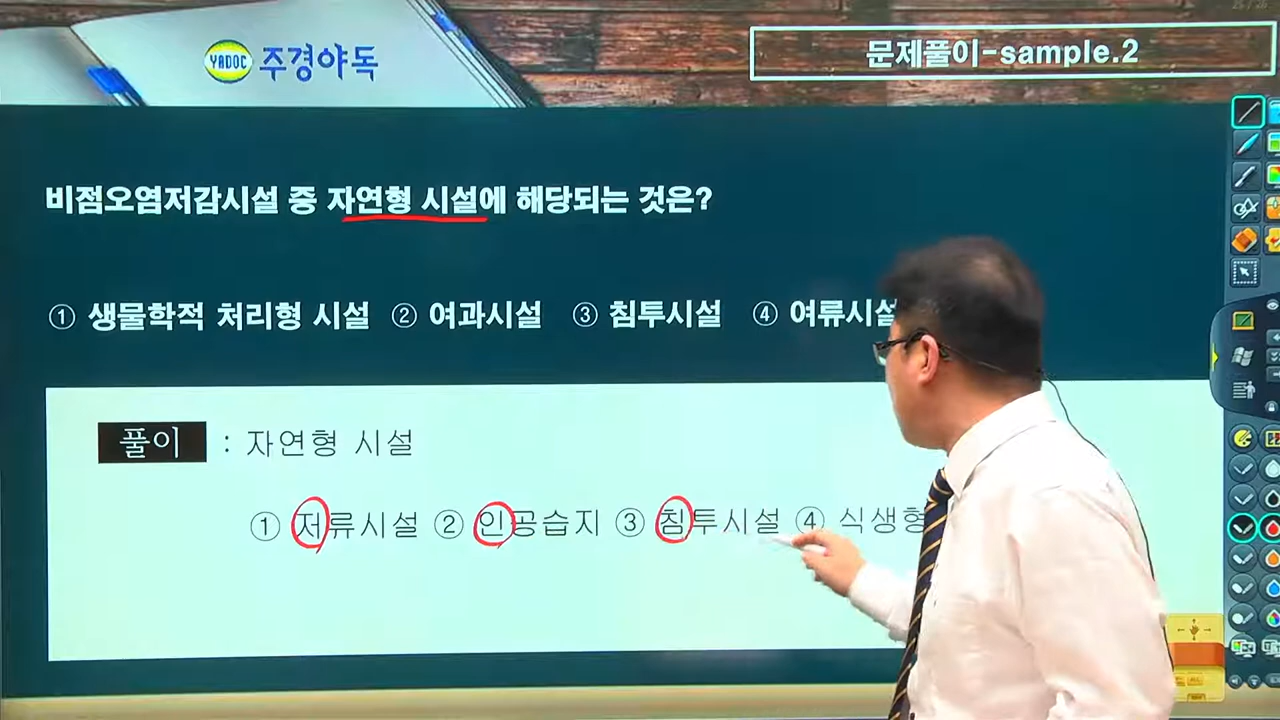 YADOC 주경야독
문제풀이-sample.2
비점오염저감시설 중 자연형 시설에 해당되는 것은?
① 생물학적 처리형 시설 ② 여과시설 ③ 침투시설 ④ 여류시설
풀이 : 자연형 시설
① 저류시설 ② 인공습지 ③ 침투시설 ④ 식생형